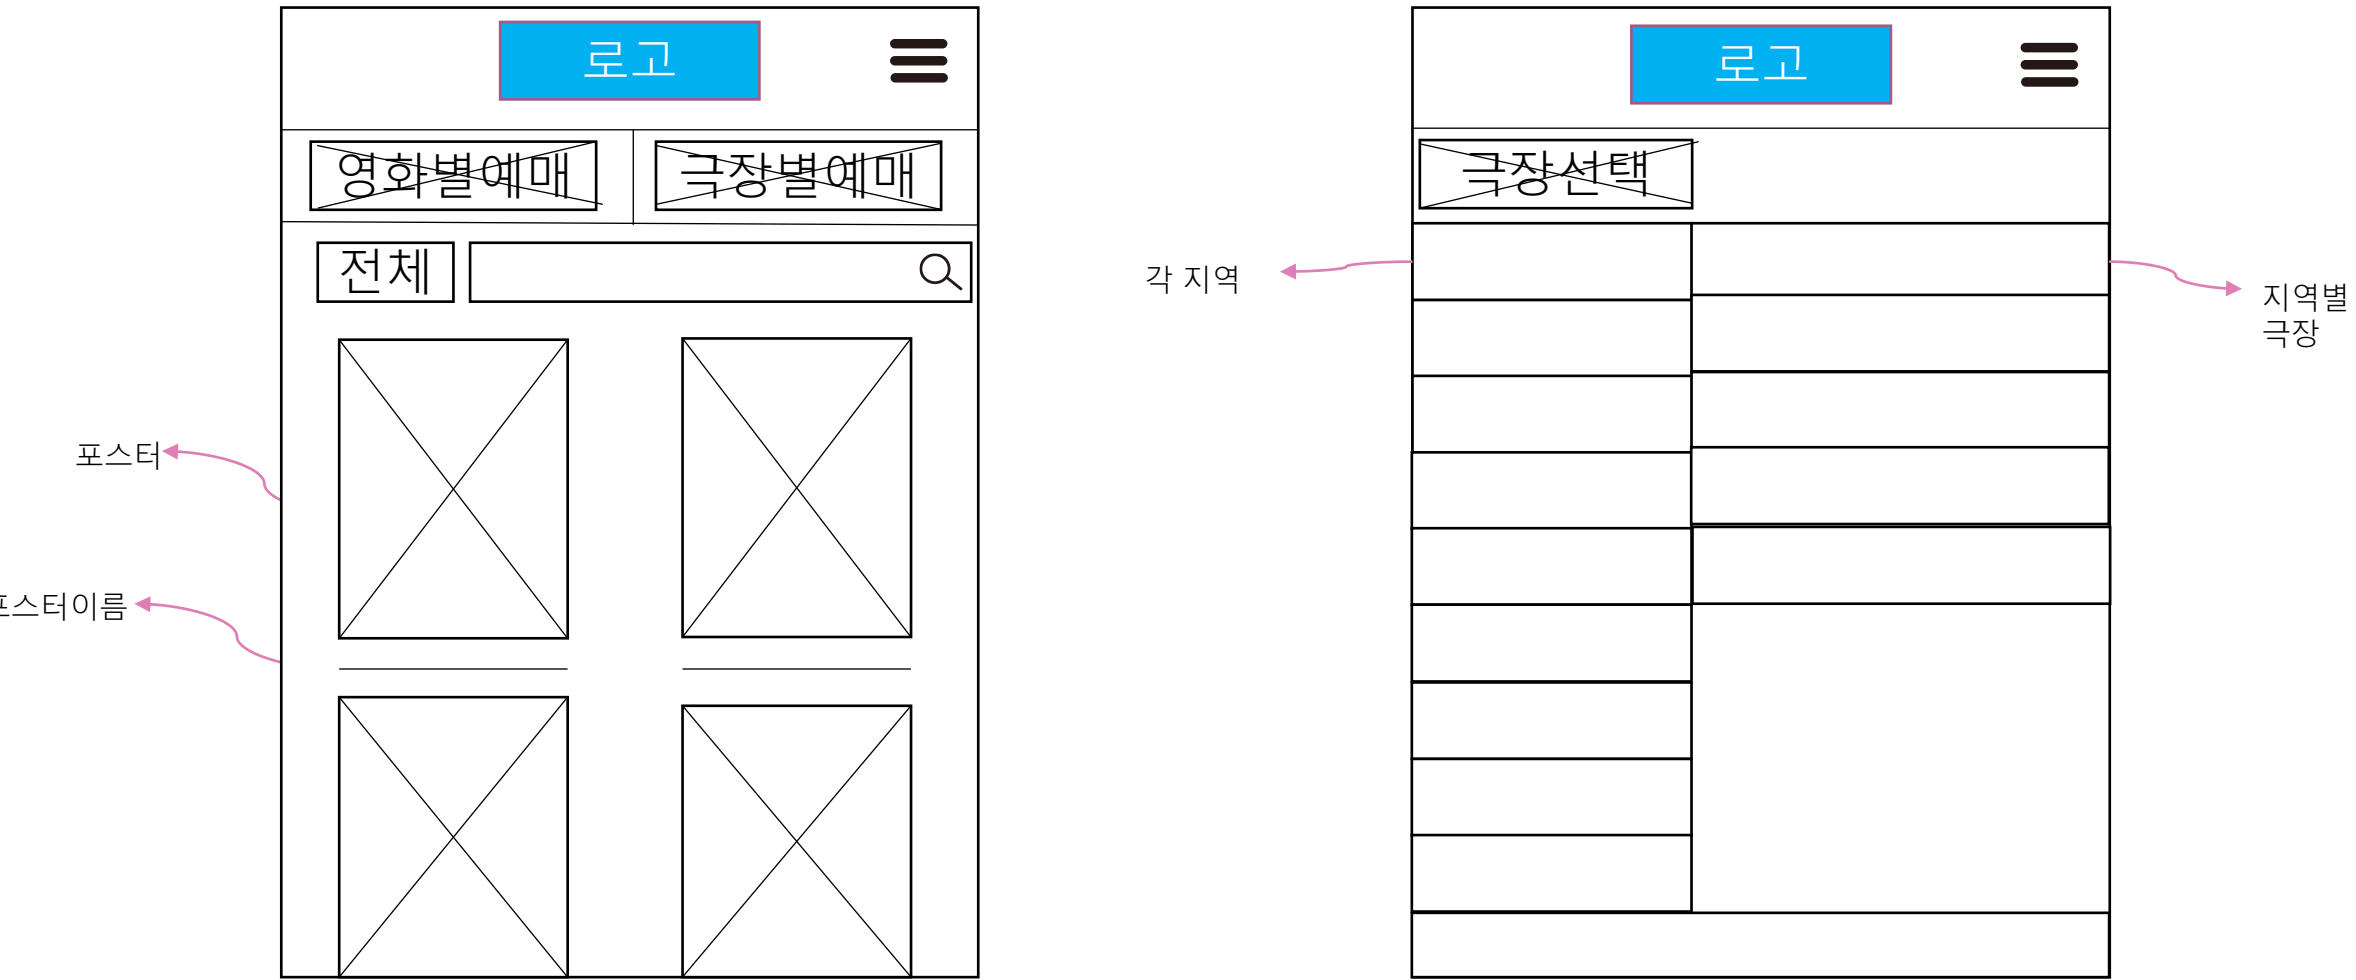 로고
영화별예매
극장별예매
전체
포스터
포스터이름
로고
극장선택
각 지역
지역별
극장